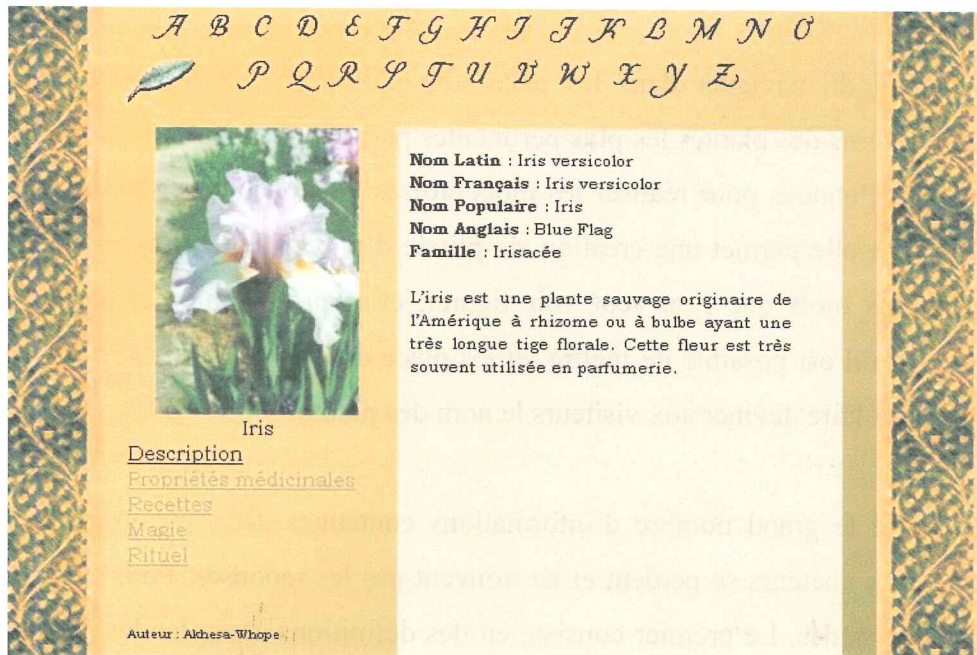 A B C D E F G H I J K L M N O
P Q R S T U V W X Y Z
Nom Latin : Iris versicolor
Nom Français : Iris versicolor
Nom Populaire : Iris
Nom Anglais : Blue Flag
Famille : Irisacée
L'iris est une plante sauvage originaire de
l'Amérique à rhizome ou à bulbe ayant une
très longue tige florale. Cette fleur est très
souvent utilisée en parfumerie.
Iris
Description
Propriétés médicinales
Recettes
Magie
Rituel
Auteur : Akhesa-Whope